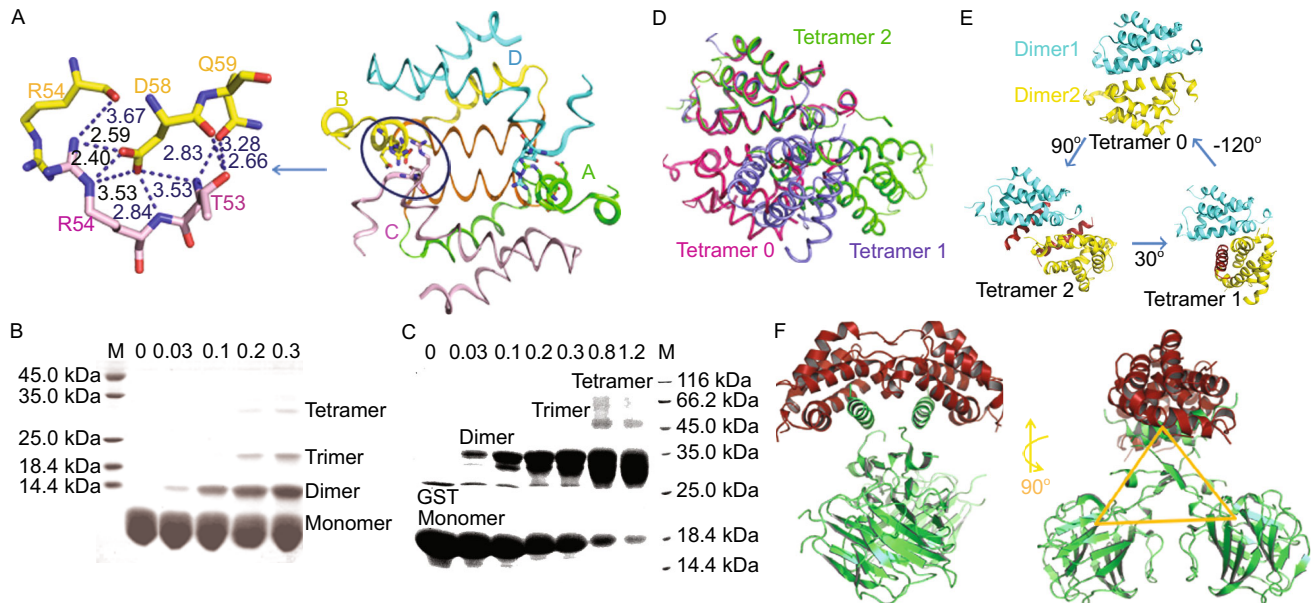 A
R54
D58
Q59
3.67
2.59
2.40
2.83
3.28
2.66
3.53
3.53
2.84
R54
T53
B
D
A
C
D
Tetramer 2
Tetramer 0
Tetramer 1
E
Dimer1
Dimer2
Tetramer 0
90°
-120°
30°
Tetramer 2
Tetramer 1
B
M 0 0.03 0.1 0.2 0.3
45.0 kDa
35.0 kDa
25.0 kDa
18.4 kDa
14.4 kDa
Tetramer
Trimer
Dimer
Monomer
C
0 0.03 0.1 0.2 0.3 0.8 1.2 M
Tetramer
Trimer
Dimer
GST
Monomer
116 kDa
66.2 kDa
45.0 kDa
35.0 kDa
25.0 kDa
18.4 kDa
14.4 kDa
F
90°